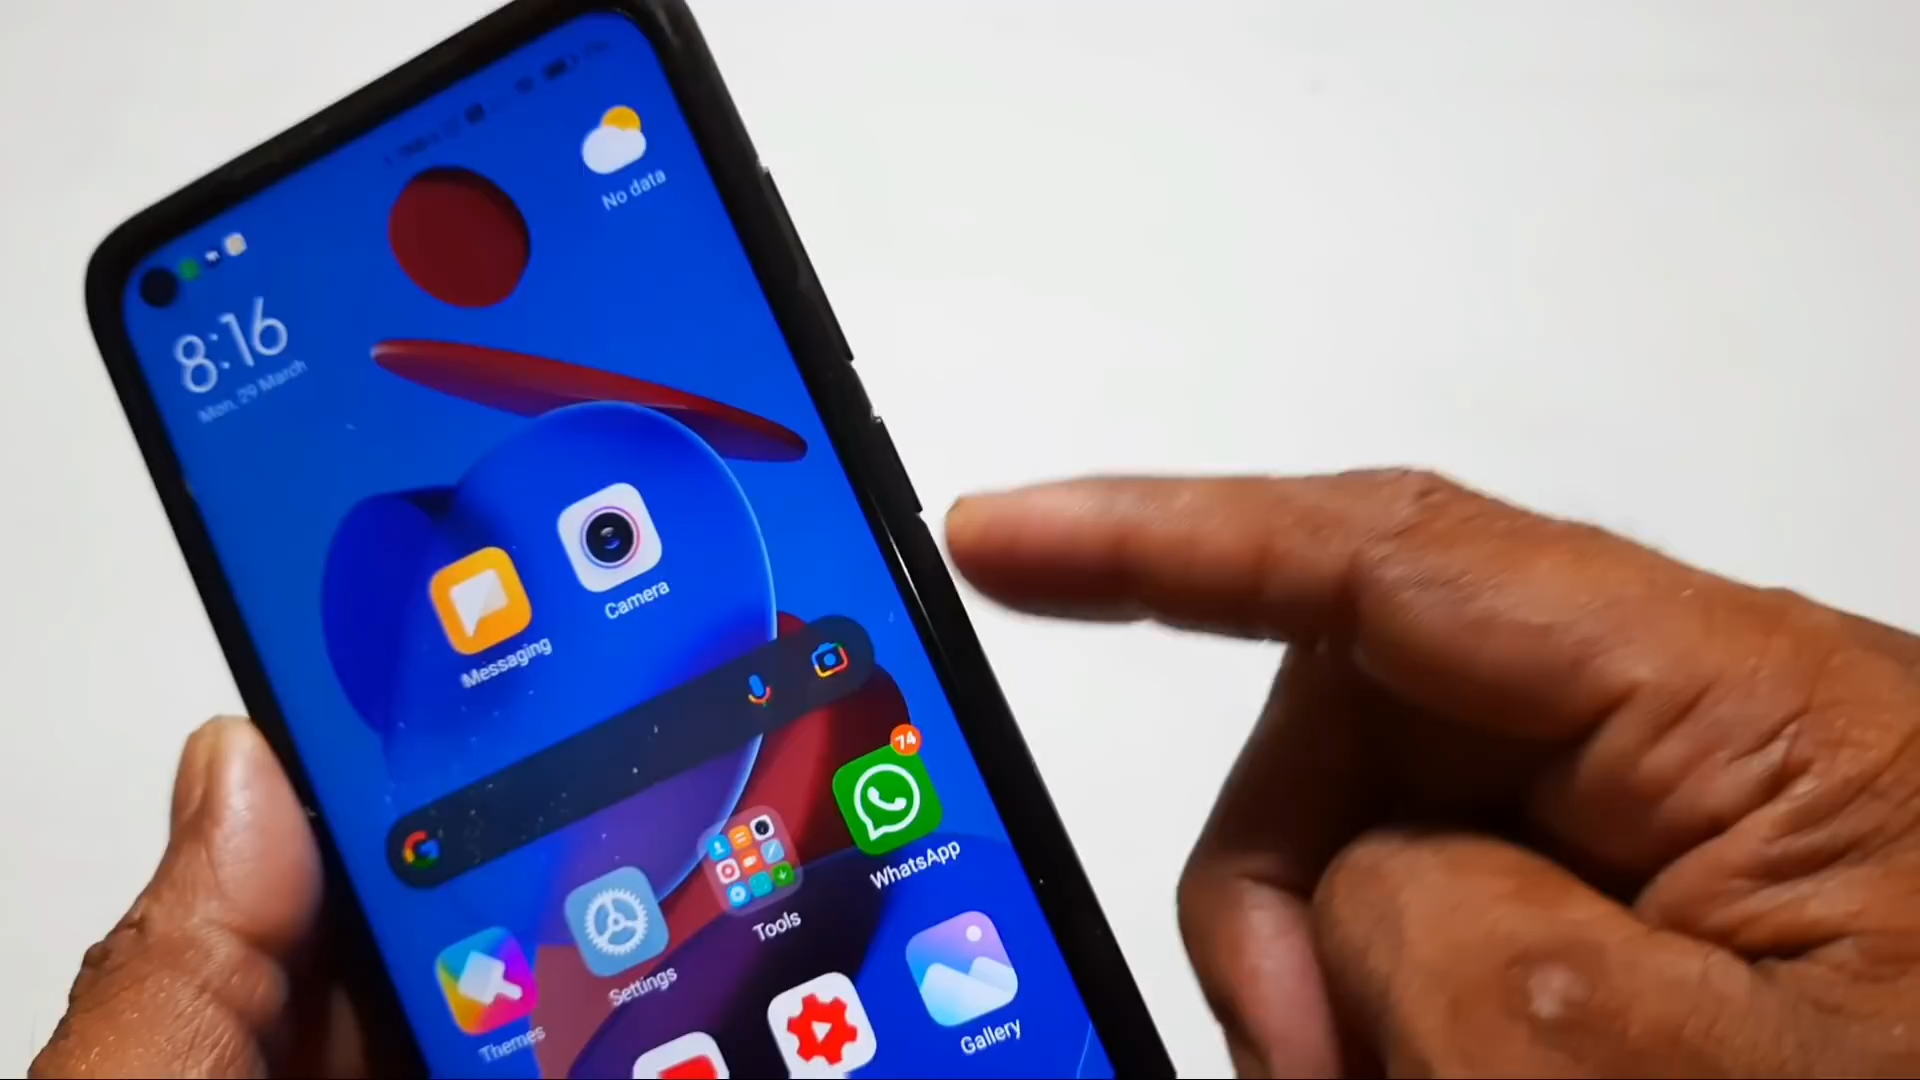 No data
8:16
Mon, 29 March
Camera
Messaging
74
WhatsApp
Tools
Settings
Themes
Gallery